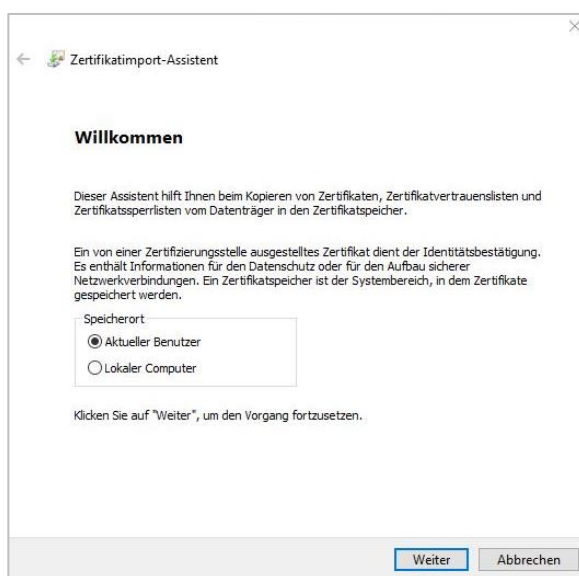 Zertifikatimport-Assistent
Willkommen
Dieser Assistent hilft Ihnen beim Kopieren von Zertifikaten, Zertifikatvertrauenslisten und
Zertifikatssperrlisten vom Datenträger in den Zertifikatspeicher.
Ein von einer Zertifizierungsstelle ausgestelltes Zertifikat dient der Identitätsbestätigung.
Es enthält Informationen für den Datenschutz oder für den Aufbau sicherer
Netzwerkverbindungen. Ein Zertifikatspeicher ist der Systembereich, in dem Zertifikate
gespeichert werden.
Speicherort
Aktueller Benutzer
Lokaler Computer
Klicken Sie auf "Weiter", um den Vorgang fortzusetzen.
Weiter Abbrechen